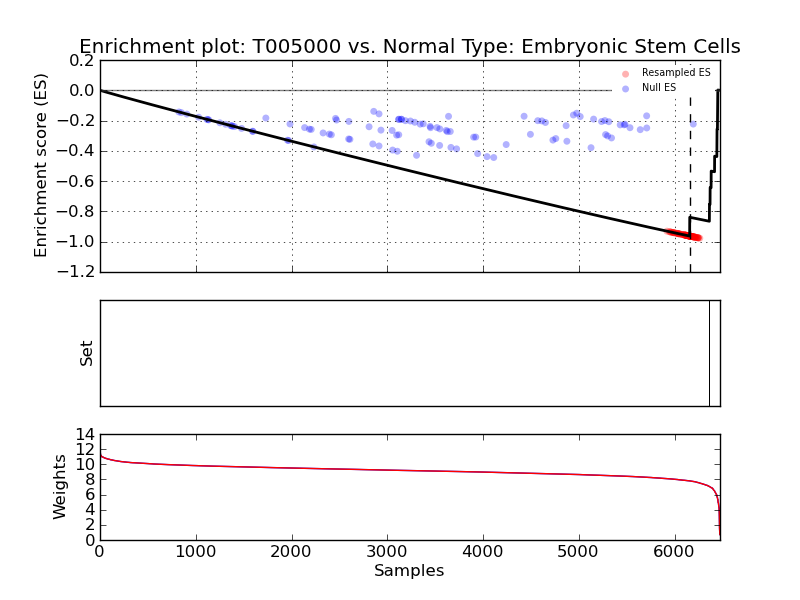 Enrichment plot: T005000 vs. Normal Type: Embryonic Stem Cells
Enrichment score (ES)
0.2
0.0
−0.2
−0.4
−0.6
−0.8
−1.0
−1.2
Resampled ES
Null ES
Set
Weights
14
12
10
8
6
4
2
0
0 1000 2000 3000 4000 5000 6000
Samples